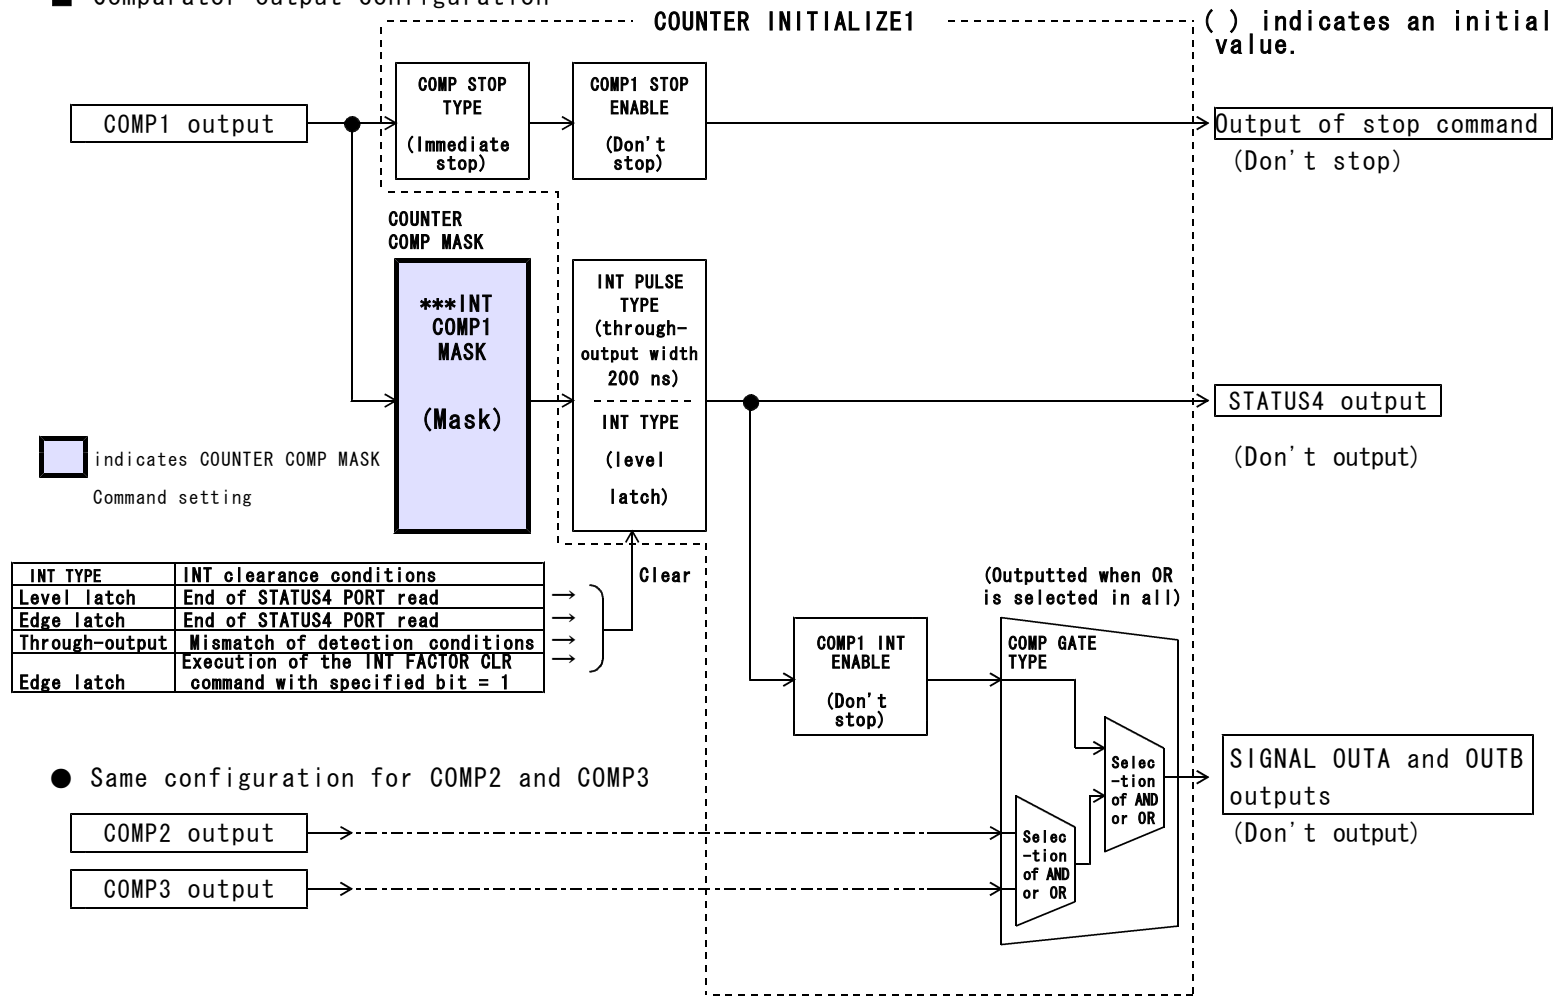 ■ Comparator output configuration
COUNTER INITIALIZE1
( ) indicates an initial
value.
COMP1 output
COMP STOP
TYPE
(Immediate
stop)
COMP1 STOP
ENABLE
(Don't
stop)
Output of stop command
(Don't stop)
COUNTER
COMP MASK
***INT
COMP1
MASK
(Mask)
INT PULSE
TYPE
(through-
output width
200 ns)
INT TYPE
(level
latch)
STATUS4 output
(Don't output)
indicates COUNTER COMP MASK
Command setting
INT TYPE INT clearance conditions
Level latch End of STATUS4 PORT read
Edge latch End of STATUS4 PORT read
Through-output Mismatch of detection conditions
Edge latch Execution of the INT FACTOR CLR
command with specified bit = 1
Clear
(Outputted when OR
is selected in all)
COMP1 INT
ENABLE
(Don't
stop)
COMP GATE
TYPE
Selec
-tion
of AND
or OR
SIGNAL OUTA and OUTB
outputs
(Don't output)
● Same configuration for COMP2 and COMP3
COMP2 output
COMP3 output
Selec
-tion
of AND
or OR